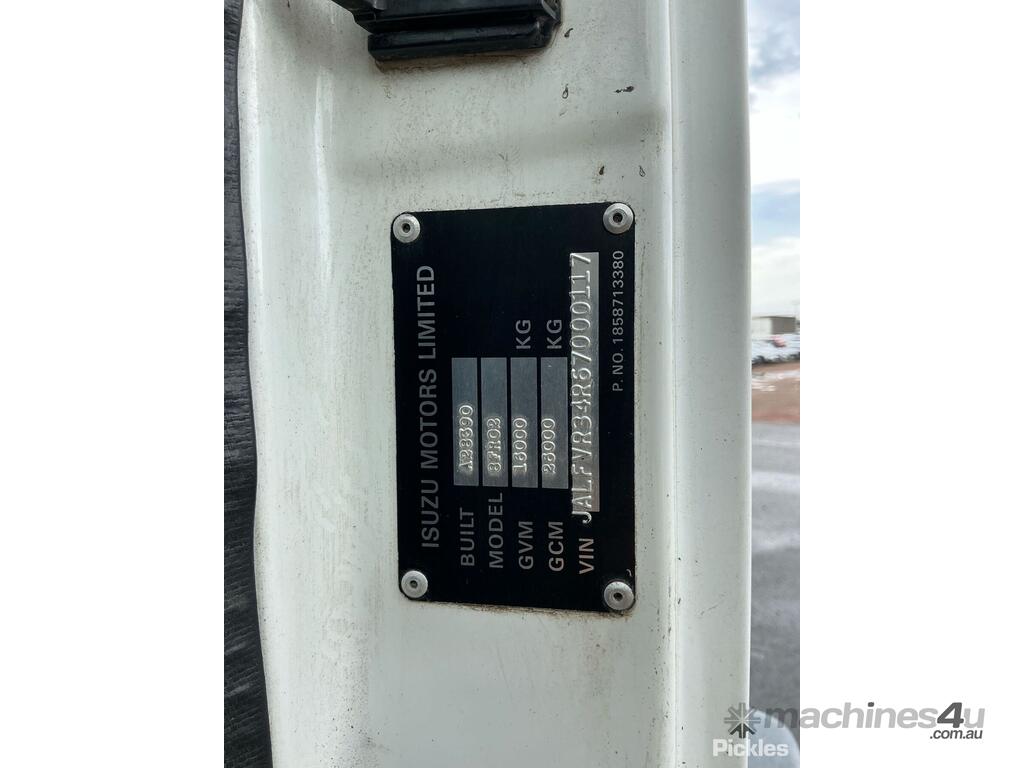 ISUZU MOTORS LIMITED
BUILT
MODEL
GVM 16000 KG
GCM KG
VIN JALFVR34R67000117
P. NO. 1858713380
machines4u
.com.au
Pickles